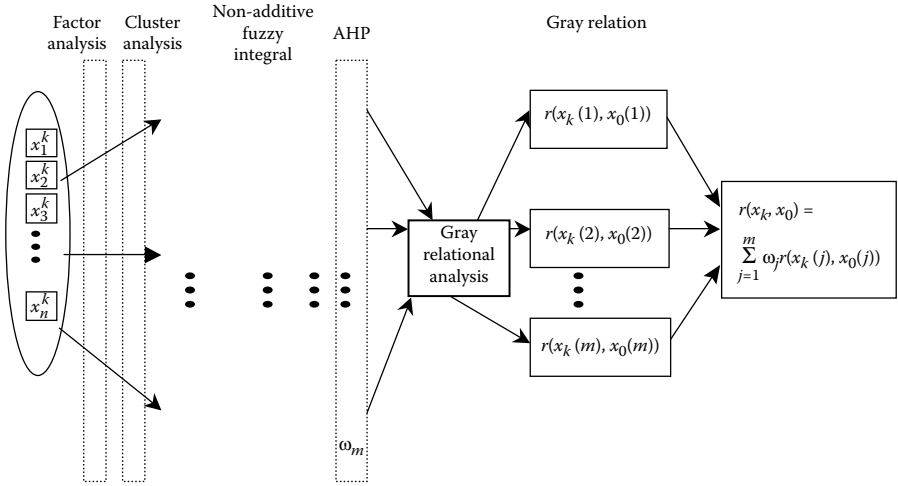 Factor analysis
Cluster analysis
Non-additive fuzzy integral
AHP
Gray relation
x_1^k
x_2^k
x_3^k
x_n^k
ω_m
Gray relational analysis
r(x_k (1), x_0(1))
r(x_k (2), x_0(2))
r(x_k (m), x_0(m))
r(x_k, x_0) =
∑_{j=1}^{m} ω_j r(x_k (j), x_0(j))